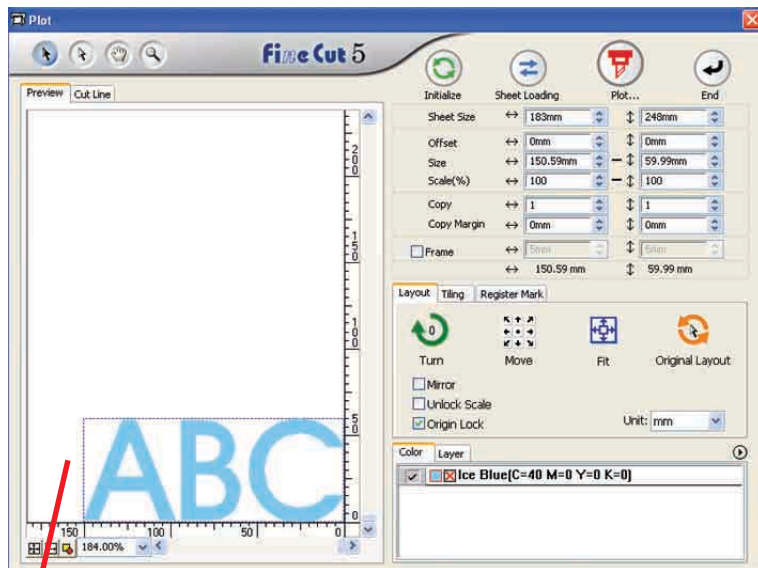 Plot
Fine Cut 5
Initialize Sheet Loading Plot... End
Preview Cut Line
Sheet Size 183mm 248mm
Offset 0mm 0mm
Size 150.59mm 59.99mm
Scale(%) 100 100
Copy 1 1
Copy Margin 0mm 0mm
Frame 5mm 5mm
150.59 mm 59.99 mm
Layout Tiling Register Mark
0
Turn Move Fit Original Layout
Mirror
Unlock Scale
Origin Lock Unit: mm
Color Layer
Ice Blue[C=40 M=0 Y=0 K=0]
200
150
100
50
0
ABC
150 100 50 0
184.00%